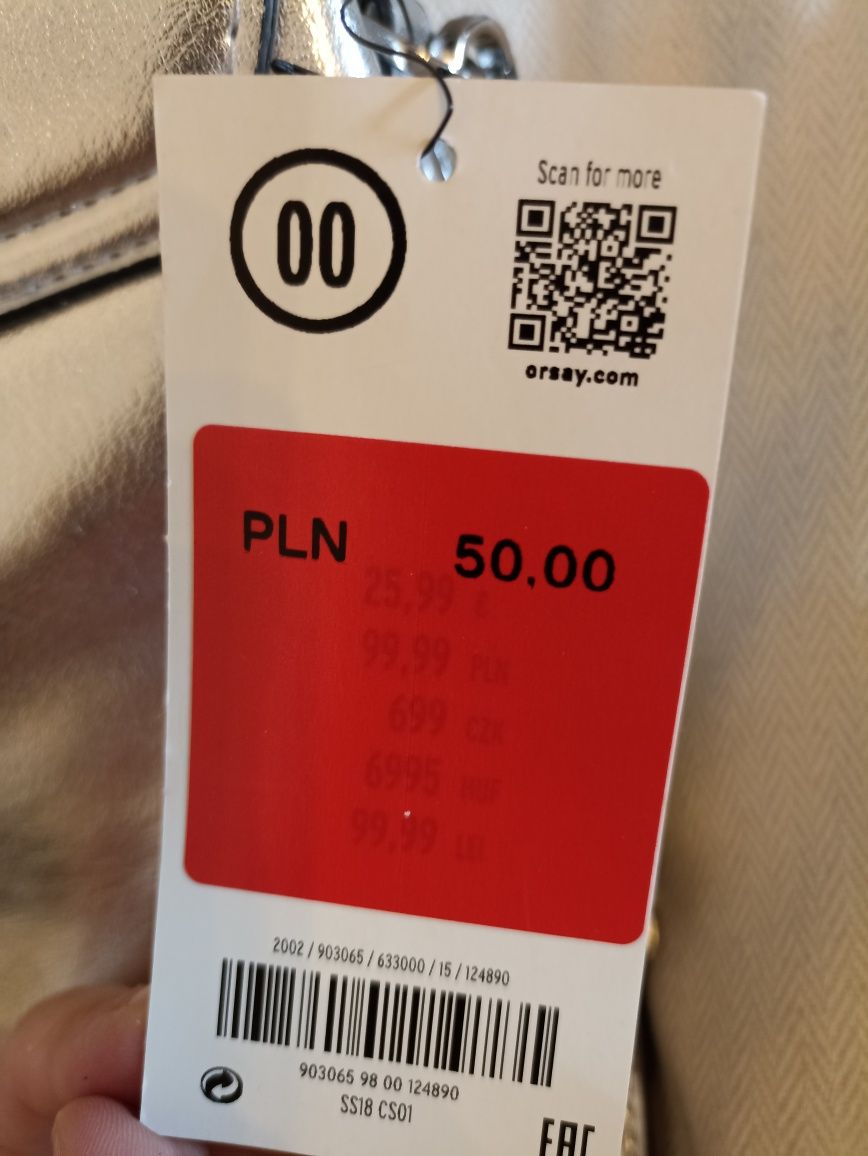 00
Scan for more
orsay.com
PLN 50,00
25,99 €
99,99 PLN
699 CZK
6995 HUF
99,99 LEI
2002 / 903065 / 633000 / 15 / 124890
903065 98 00 124890
SS18 CS01
EAC